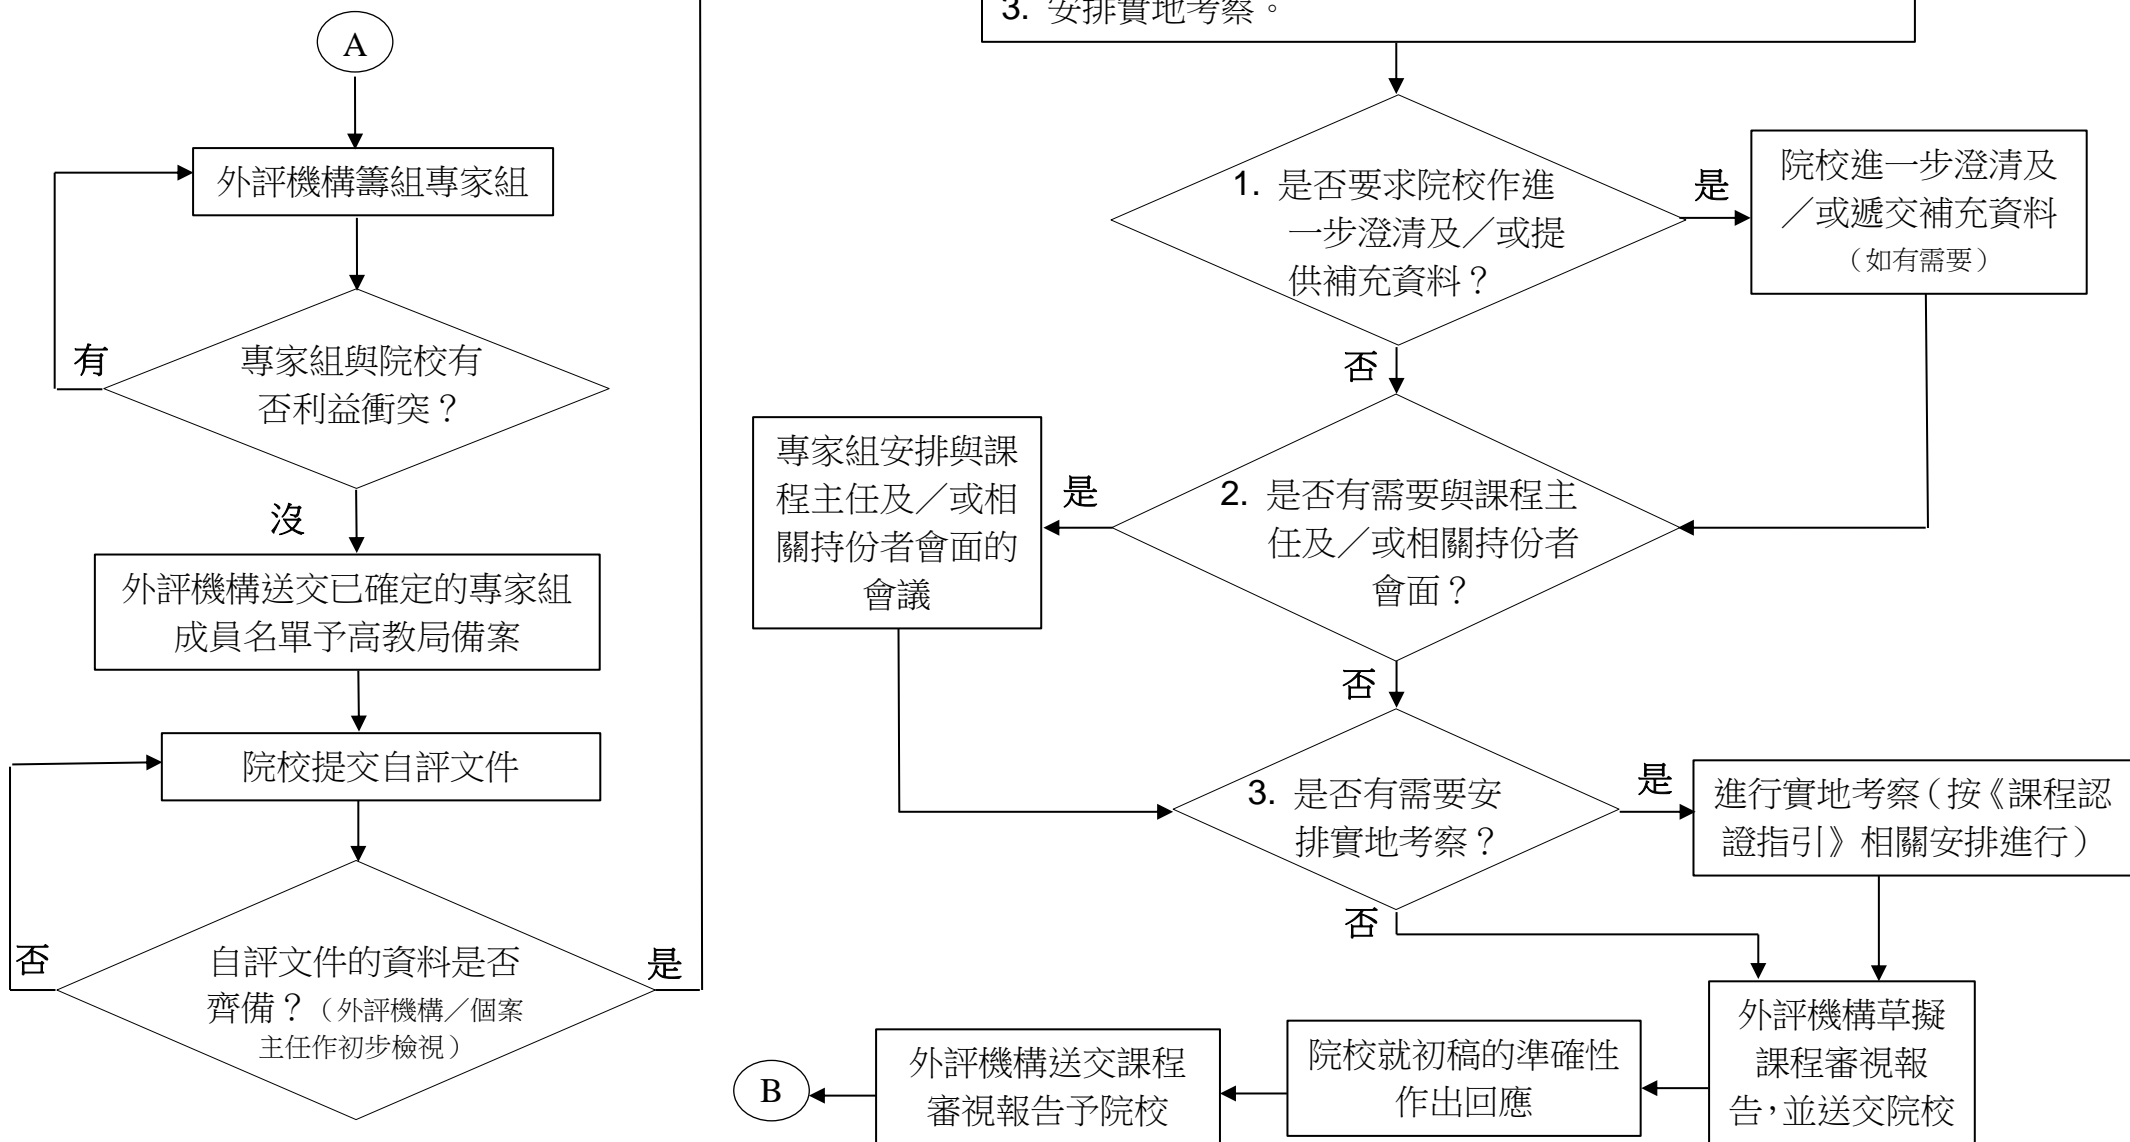 A
外評機構籌組專家組
有
專家組與院校有
否利益衝突？
沒
外評機構送交已確定的專家組
成員名單予高教局備案
院校提交自評文件
否
自評文件的資料是否
齊備？（外評機構／個案
主任作初步檢視）
是
3. 安排實地考察。
1. 是否要求院校作進
一步澄清及／或提
供補充資料？
是
院校進一步澄清及
／或遞交補充資料
（如有需要）
否
專家組安排與課
程主任及／或相
關持份者會面的
會議
是
2. 是否有需要與課程主
任及／或相關持份者
會面？
否
3. 是否有需要安
排實地考察？
是
進行實地考察（按《課程認
證指引》相關安排進行）
否
外評機構草擬
課程審視報
告，並送交院校
院校就初稿的準確性
作出回應
外評機構送交課程
審視報告予院校
B